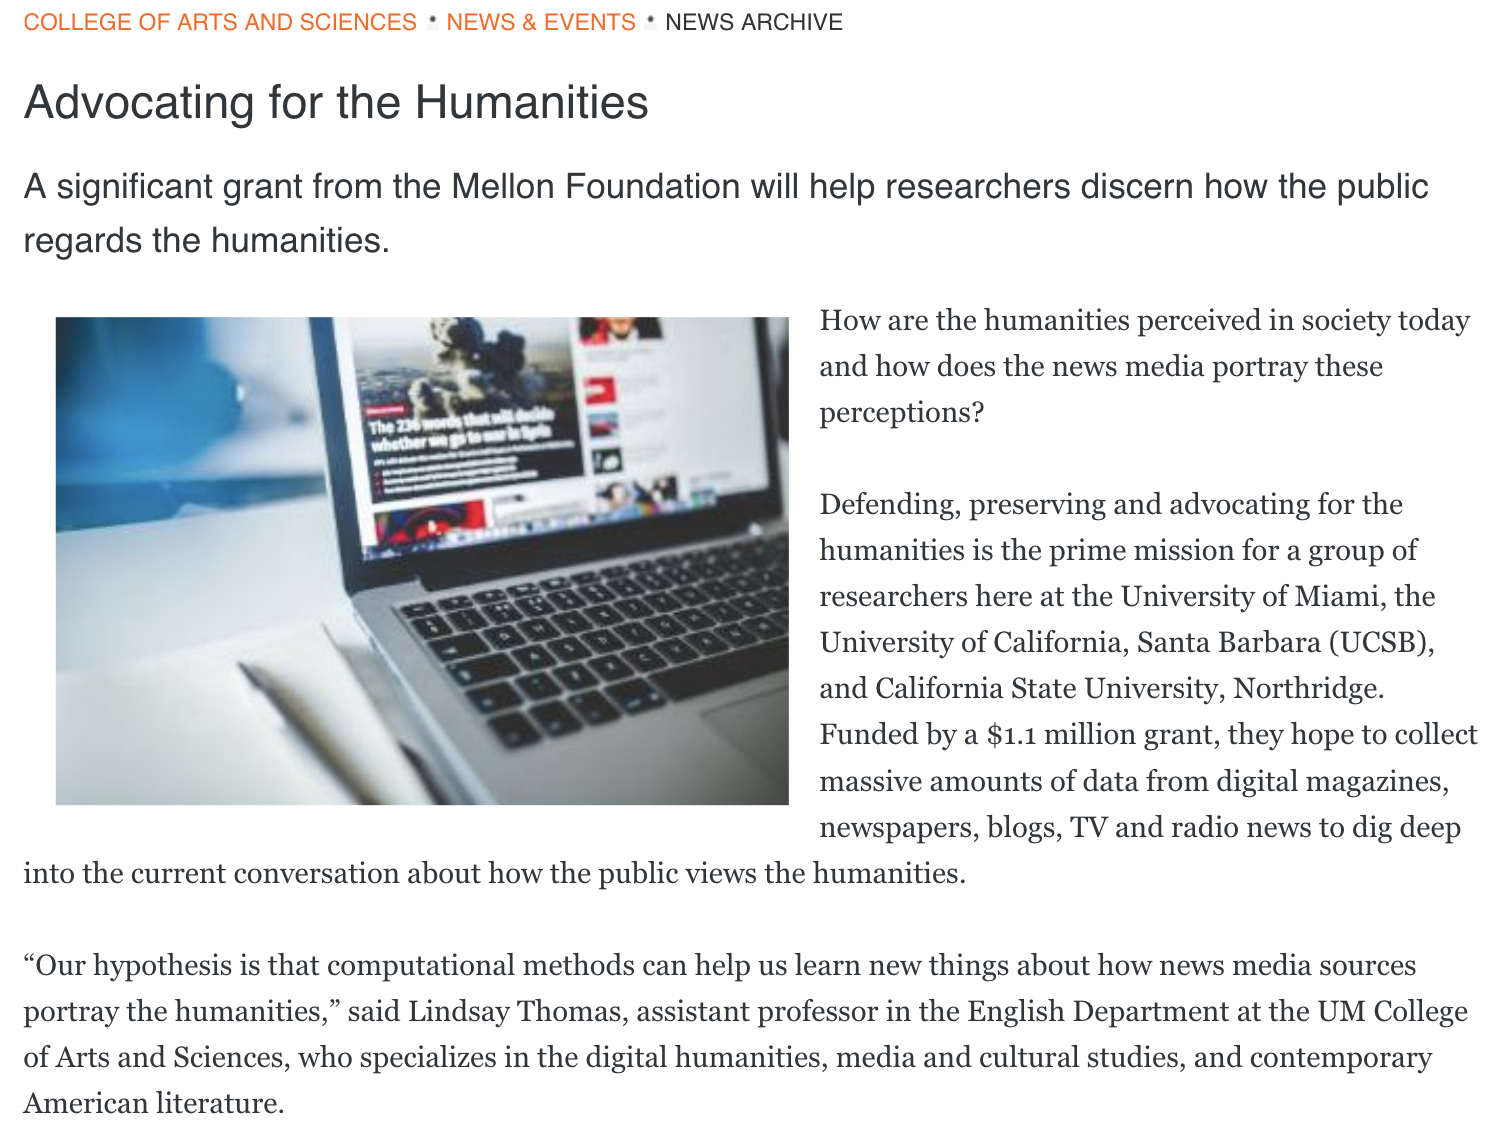 COLLEGE OF ARTS AND SCIENCES * NEWS & EVENTS * NEWS ARCHIVE
Advocating for the Humanities
A significant grant from the Mellon Foundation will help researchers discern how the public
regards the humanities.
The 236 words that will decide
whether we go to war in Syria
How are the humanities perceived in society today
and how does the news media portray these
perceptions?
Defending, preserving and advocating for the
humanities is the prime mission for a group of
researchers here at the University of Miami, the
University of California, Santa Barbara (UCSB),
and California State University, Northridge.
Funded by a $1.1 million grant, they hope to collect
massive amounts of data from digital magazines,
newspapers, blogs, TV and radio news to dig deep
into the current conversation about how the public views the humanities.
“Our hypothesis is that computational methods can help us learn new things about how news media sources
portray the humanities,” said Lindsay Thomas, assistant professor in the English Department at the UM College
of Arts and Sciences, who specializes in the digital humanities, media and cultural studies, and contemporary
American literature.